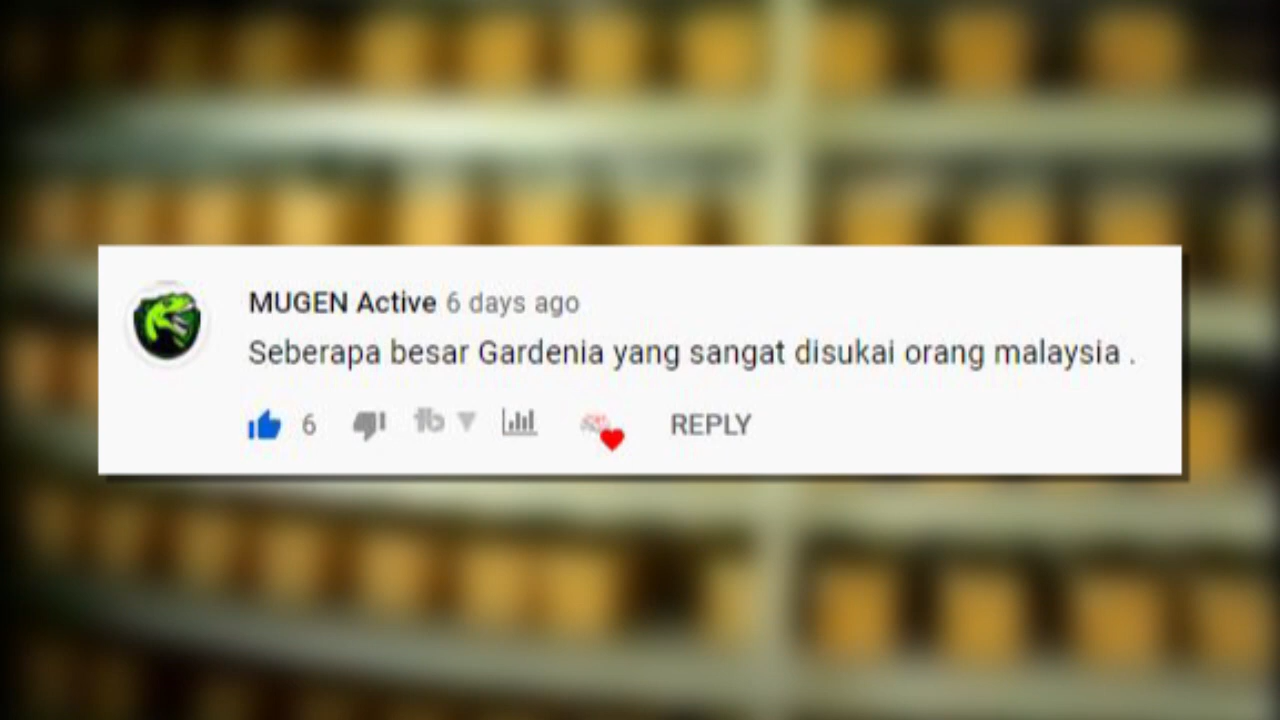 MUGEN Active 6 days ago
Seberapa besar Gardenia yang sangat disukai orang malaysia .
6 REPLY